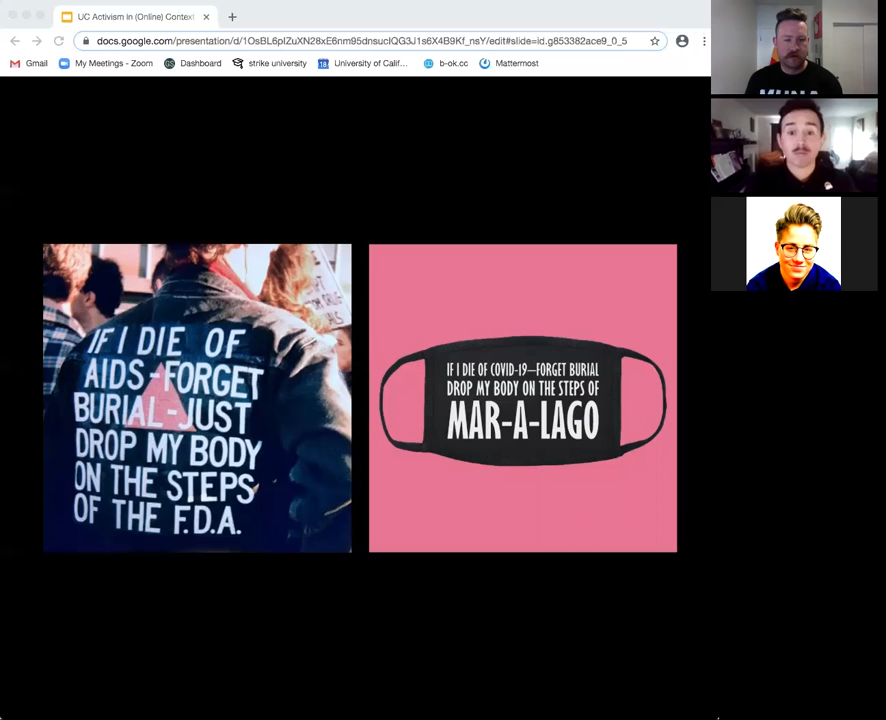 UC Activism In (Online) Context
docs.google.com/presentation/d/1OsBL6pIZuXN28xE6nm95dnsucIQG3J1s6X4B9Kf_nsY/edit#slide=id.g853382ace9_0_5
Gmail
My Meetings - Zoom
Dashboard
strike university
University of Calif...
b-ok.cc
Mattermost
IF I DIE OF
AIDS-FORGET
BURIAL-JUST
DROP MY BODY
ON THE STEPS
OF THE F.D.A.
IF I DIE OF COVID-19—FORGET BURIAL
DROP MY BODY ON THE STEPS OF
MAR-A-LAGO